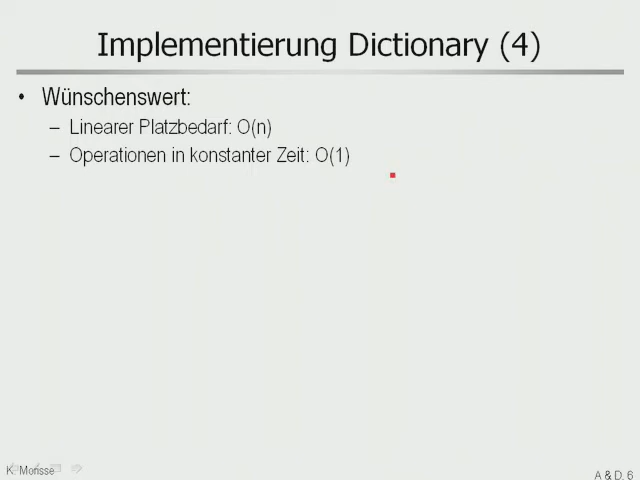 Implementierung Dictionary (4)
• Wünschenswert:
– Linearer Platzbedarf: O(n)
– Operationen in konstanter Zeit: O(1)
K. Morisse
A & D. 6